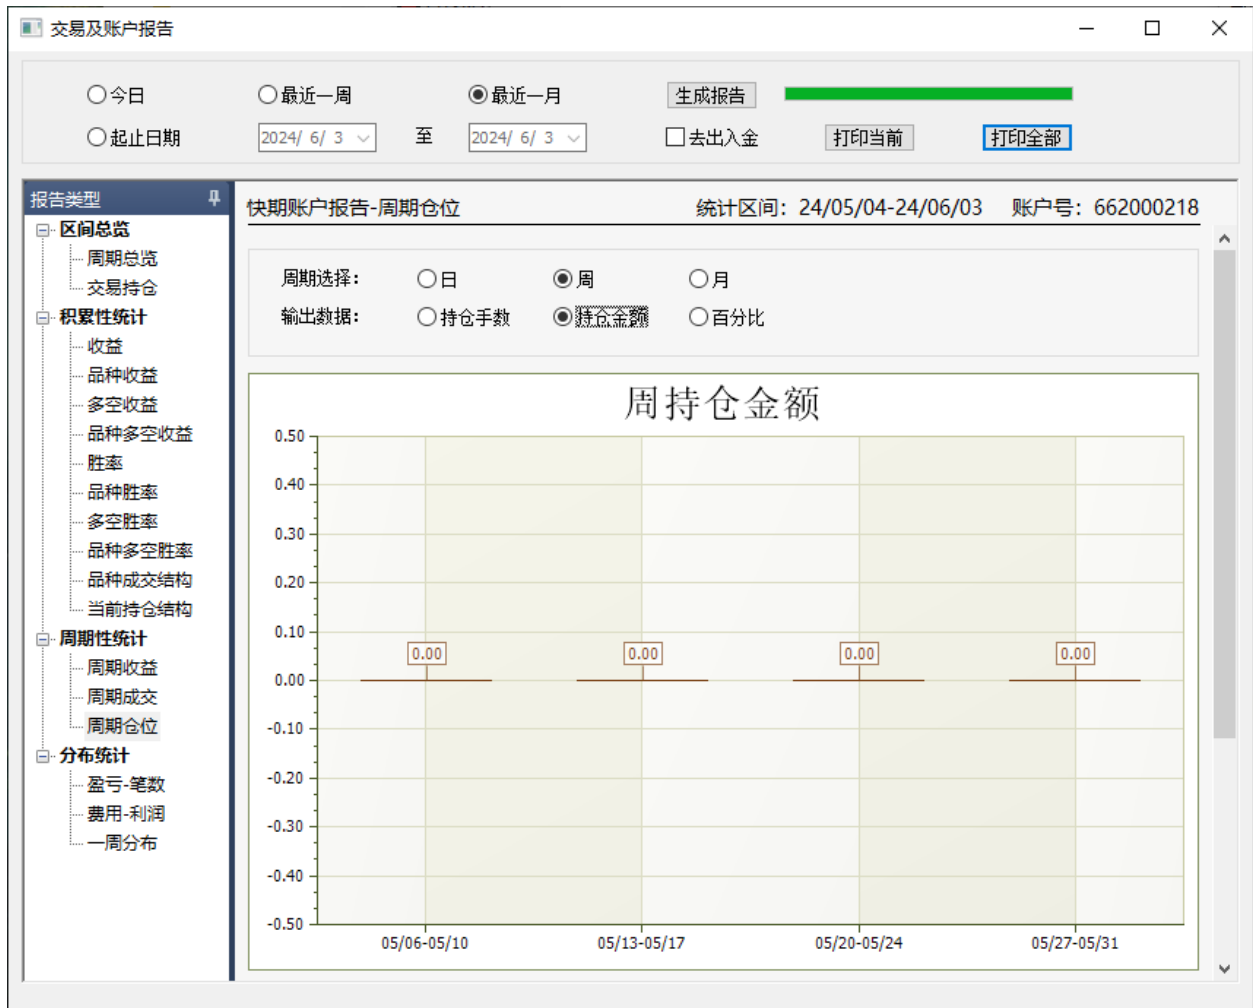 交易及账户报告
今日 最近一周 最近一月 生成报告
起止日期 2024/ 6/ 3 至 2024/ 6/ 3 去出入金 打印当前 打印全部
报告类型
区间总览
周期总览
交易持仓
积累性统计
收益
品种收益
多空收益
品种多空收益
胜率
品种胜率
多空胜率
品种多空胜率
品种成交结构
当前持仓结构
周期性统计
周期收益
周期成交
周期仓位
分布统计
盈亏-笔数
费用-利润
一周分布
快期账户报告-周期仓位 统计区间：24/05/04-24/06/03 账户号：662000218
周期选择： 日 周 月
输出数据： 持仓手数 持仓金额 百分比
周持仓金额
0.50
0.40
0.30
0.20
0.10
0.00 0.00 0.00 0.00
0.00
-0.10
-0.20
-0.30
-0.40
-0.50
05/06-05/10 05/13-05/17 05/20-05/24 05/27-05/31